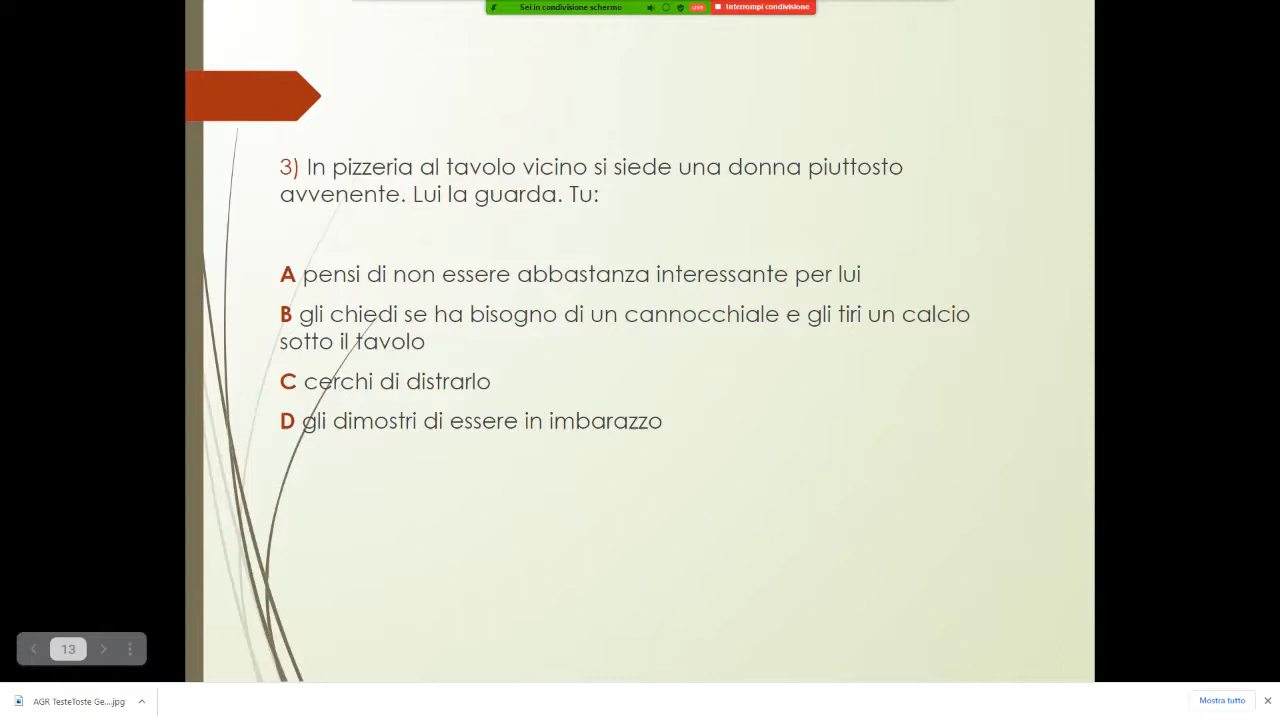 Sei in condivisione schermo LIVE Interrompi condivisione
3) In pizzeria al tavolo vicino si siede una donna piuttosto
avvenente. Lui la guarda. Tu:
A pensi di non essere abbastanza interessante per lui
B gli chiedi se ha bisogno di un cannocchiale e gli tiri un calcio
sotto il tavolo
C cerchi di distrarlo
D gli dimostri di essere in imbarazzo
13
AGR TesteToste Ge....jpg
Mostra tutto